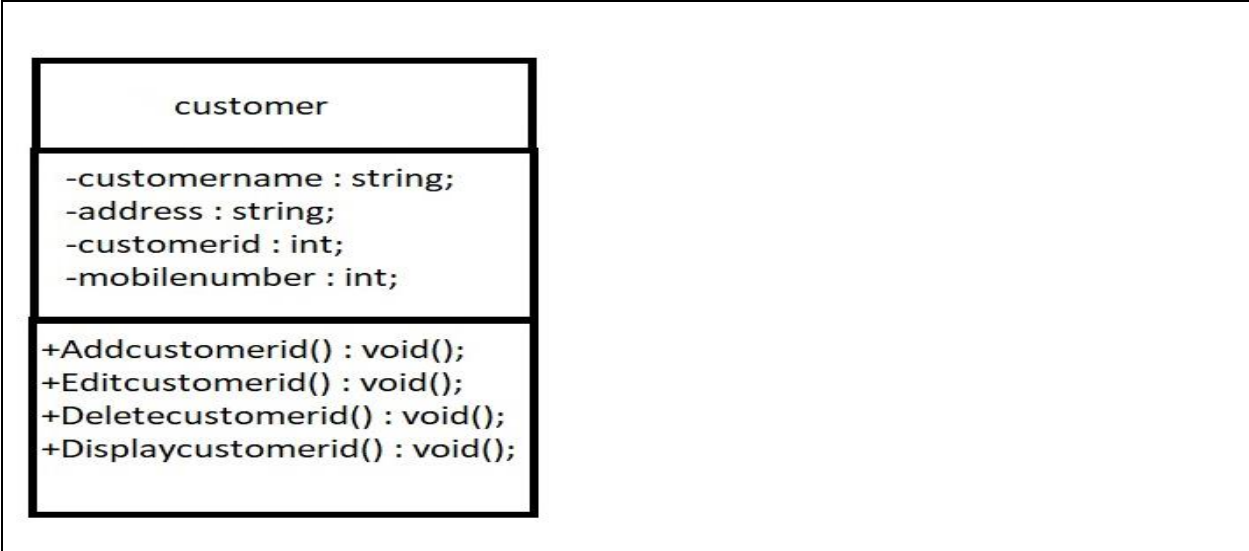 customer
-customername : string;
-address : string;
-customerid : int;
-mobilenumber : int;
+Addcustomerid() : void();
+Editcustomerid() : void();
+Deletecustomerid() : void();
+Displaycustomerid() : void();